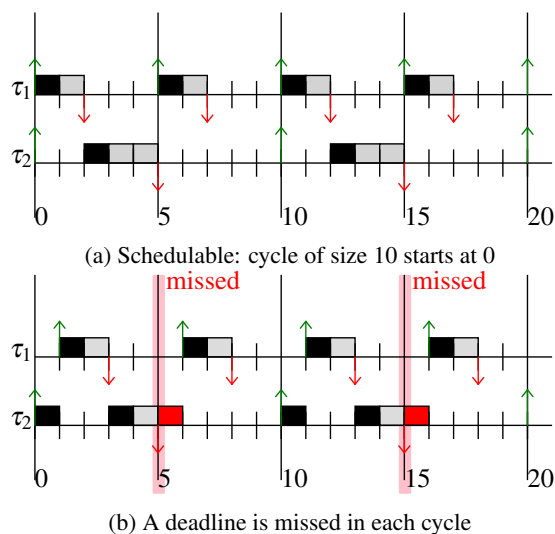 τ1
τ2
0 5 10 15 20
(a) Schedulable: cycle of size 10 starts at 0
missed missed
τ1
τ2
0 5 10 15 20
(b) A deadline is missed in each cycle